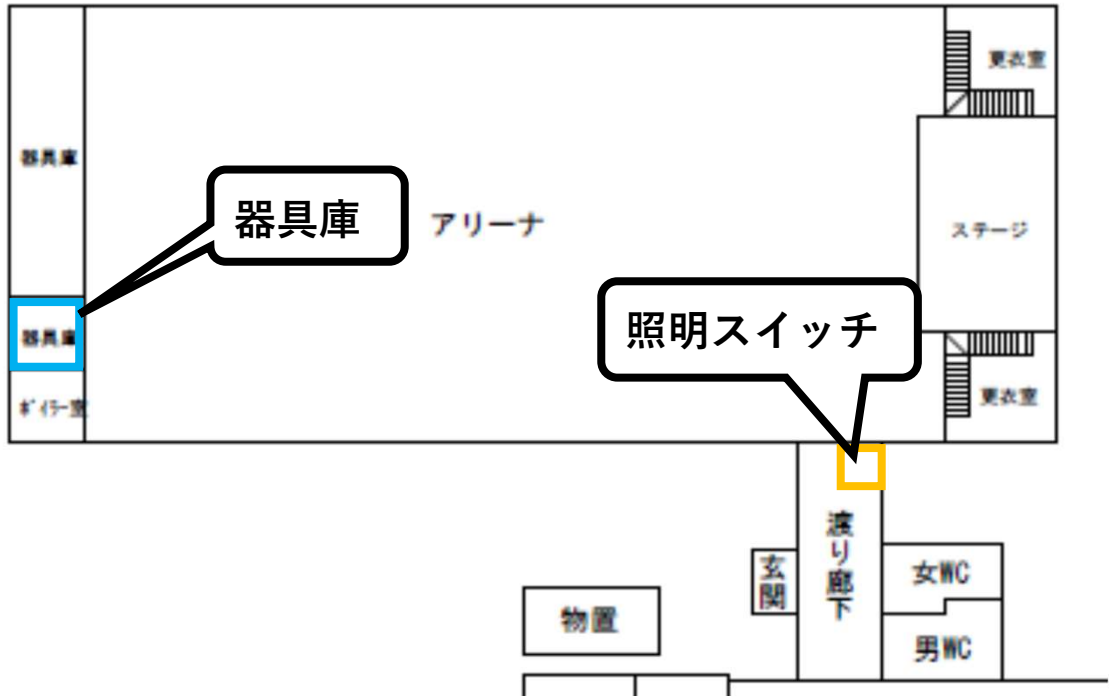 更衣室
器具庫
器具庫
アリーナ
ステージ
照明スイッチ
器具庫
ボイラー室
更衣室
渡り廊下
玄関
女WC
物置
男WC